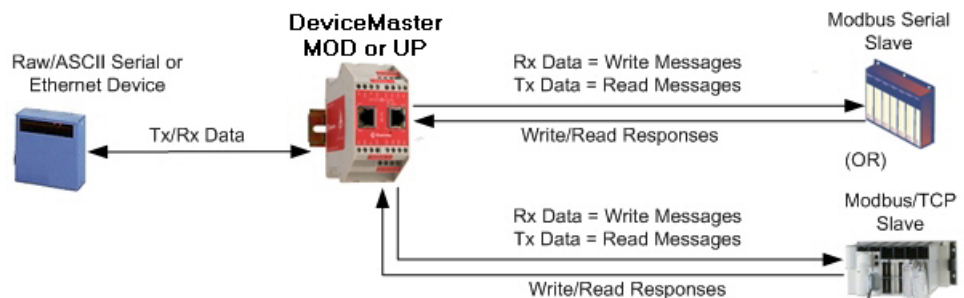 DeviceMaster
MOD or UP
Raw/ASCII Serial or
Ethernet Device
Tx/Rx Data
Rx Data = Write Messages
Tx Data = Read Messages
Write/Read Responses
Modbus Serial
Slave
(OR)
Rx Data = Write Messages
Tx Data = Read Messages
Write/Read Responses
Modbus/TCP
Slave